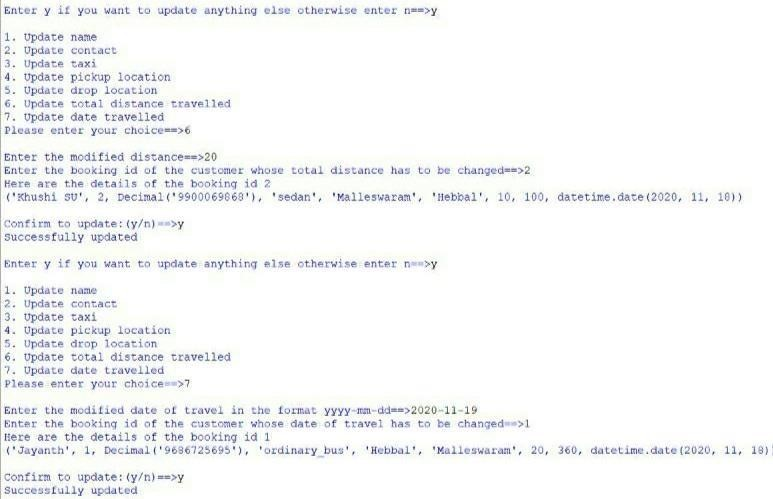 Enter y if you want to update anything else otherwise enter n==>y
1. Update name
2. Update contact
3. Update taxi
4. Update pickup location
5. Update drop location
6. Update total distance travelled
7. Update date travelled
Please enter your choice==>6
Enter the modified distance==>20
Enter the booking id of the customer whose total distance has to be changed==>2
Here are the details of the booking id 2
('Khushi SU', 2, Decimal('9900069868'), 'sedan', 'Malleswaram', 'Hebbal', 10, 100, datetime.date(2020, 11, 18))
Confirm to update:(y/n)==>y
Successfully updated
Enter y if you want to update anything else otherwise enter n==>y
1. Update name
2. Update contact
3. Update taxi
4. Update pickup location
5. Update drop location
6. Update total distance travelled
7. Update date travelled
Please enter your choice==>7
Enter the modified date of travel in the format yyyy-mm-dd==>2020-11-19
Enter the booking id of the customer whose date of travel has to be changed==>1
Here are the details of the booking id 1
('Jayanth', 1, Decimal('9686725695'), 'ordinary_bus', 'Hebbal', 'Malleswaram', 20, 360, datetime.date(2020, 11, 18)
Confirm to update:(y/n)==>y
Successfully updated